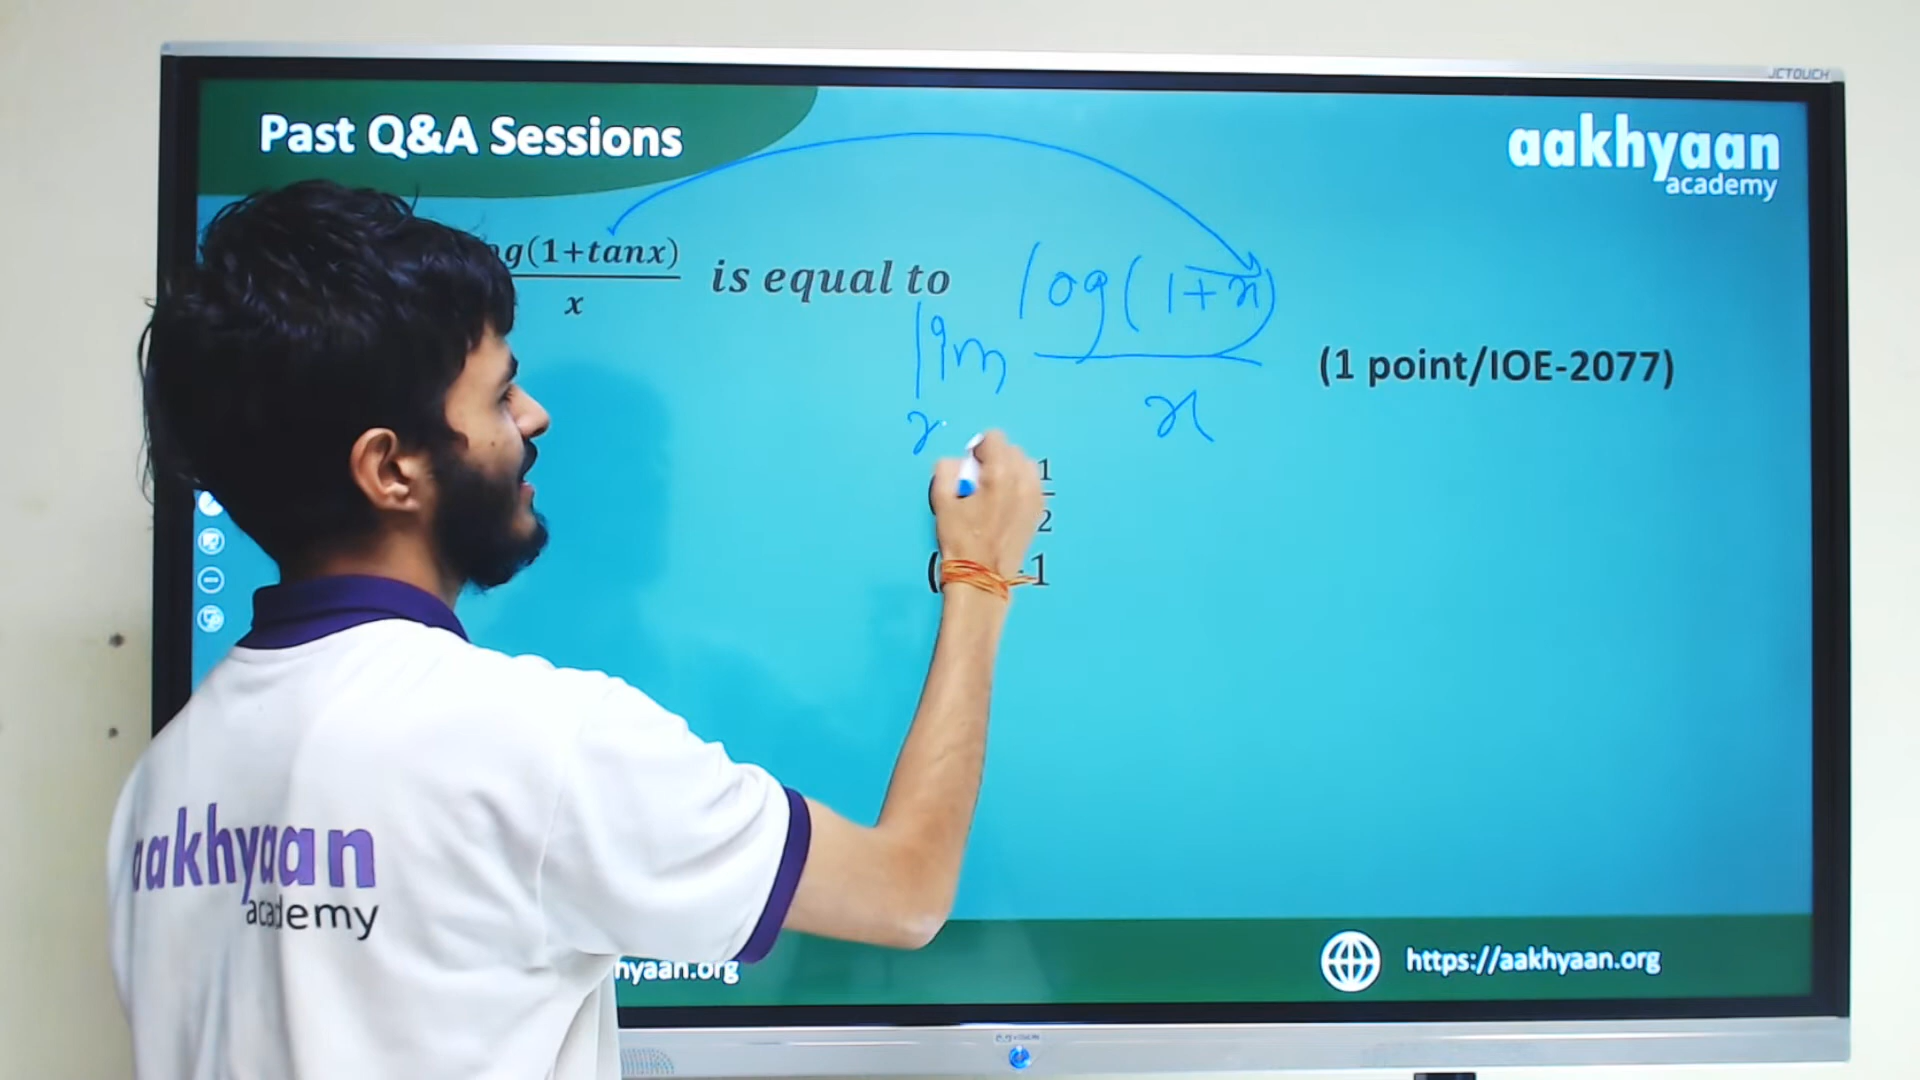 JCTOUCH
Past Q&A Sessions
aakhyaan
academy
g(1+tanx)
x
is equal to
log(1+x)
lim
x
x
(1 point/IOE-2077)
1
2
-1
aakhyaan
academy
hyaan.org
https://aakhyaan.org